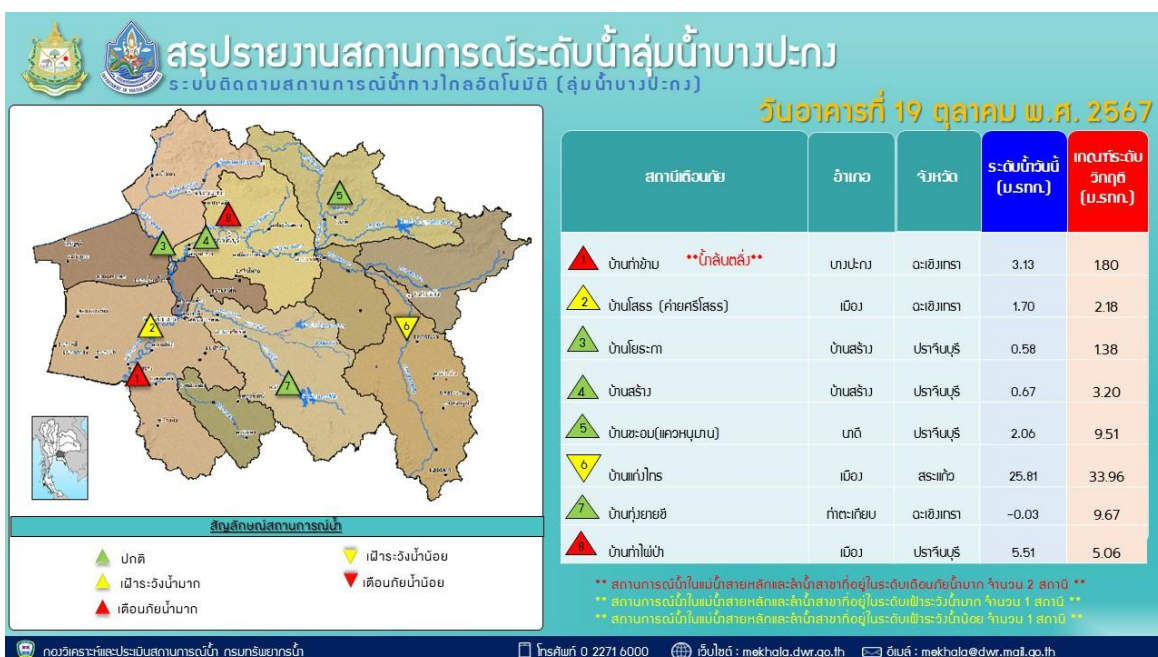 สรุปรายงานสถานการณ์ระดับน้ำลุ่มน้ำบางปะกง
ระบบติดตามสถานการณ์น้ำทางไกลอัตโนมัติ (ลุ่มน้ำบางปะกง)
วันอาคารที่ 19 ตุลาคม พ.ศ. 2567
สถานีเตือนภัย อำเภอ จังหวัด ระดับน้ำวันนี้ (ม.รทก.) เกณฑ์ระดับวิกฤติ (ม.รทก.)
1 บ้านท่าข้าม **น้ำล้นตลิ่ง** บางปะกง ฉะเชิงเทรา 3.13 1.80
2 บ้านโสธร (ค่ายศรีโสธร) เมือง ฉะเชิงเทรา 1.70 2.18
3 บ้านโยธะกา บ้านสร้าง ปราจีนบุรี 0.58 1.38
4 บ้านสร้าง บ้านสร้าง ปราจีนบุรี 0.67 3.20
5 บ้านซะอม(แควหนุมาน) นาดี ปราจีนบุรี 2.06 9.51
6 บ้านแก่งไทร เมือง สระแก้ว 25.81 33.96
7 บ้านทุ่งยายชี ท่าตะเกียบ ฉะเชิงเทรา -0.03 9.67
8 บ้านท่าไผ่ป่า เมือง ปราจีนบุรี 5.51 5.06
สัญลักษณ์สถานการณ์น้ำ
ปกติ
เฝ้าระวังน้ำมาก
เตือนภัยน้ำมาก
เฝ้าระวังน้ำน้อย
เตือนภัยน้ำน้อย
** สถานการณ์น้ำในแม่น้ำสายหลักและลำน้ำสาขาที่อยู่ในระดับเตือนภัยน้ำมาก จำนวน 2 สถานี **
** สถานการณ์น้ำในแม่น้ำสายหลักและลำน้ำสาขาที่อยู่ในระดับเฝ้าระวังน้ำมาก จำนวน 1 สถานี **
** สถานการณ์น้ำในแม่น้ำสายหลักและลำน้ำสาขาที่อยู่ในระดับเฝ้าระวังน้ำน้อย จำนวน 1 สถานี **
กองวิเคราะห์และประเมินสถานการณ์น้ำ กรมทรัพยากรน้ำ
โทรศัพท์ 0 2271 6000 เว็บไซต์ : mekhala.dwr.go.th อีเมล์ : mekhala@dwr.mail.go.th